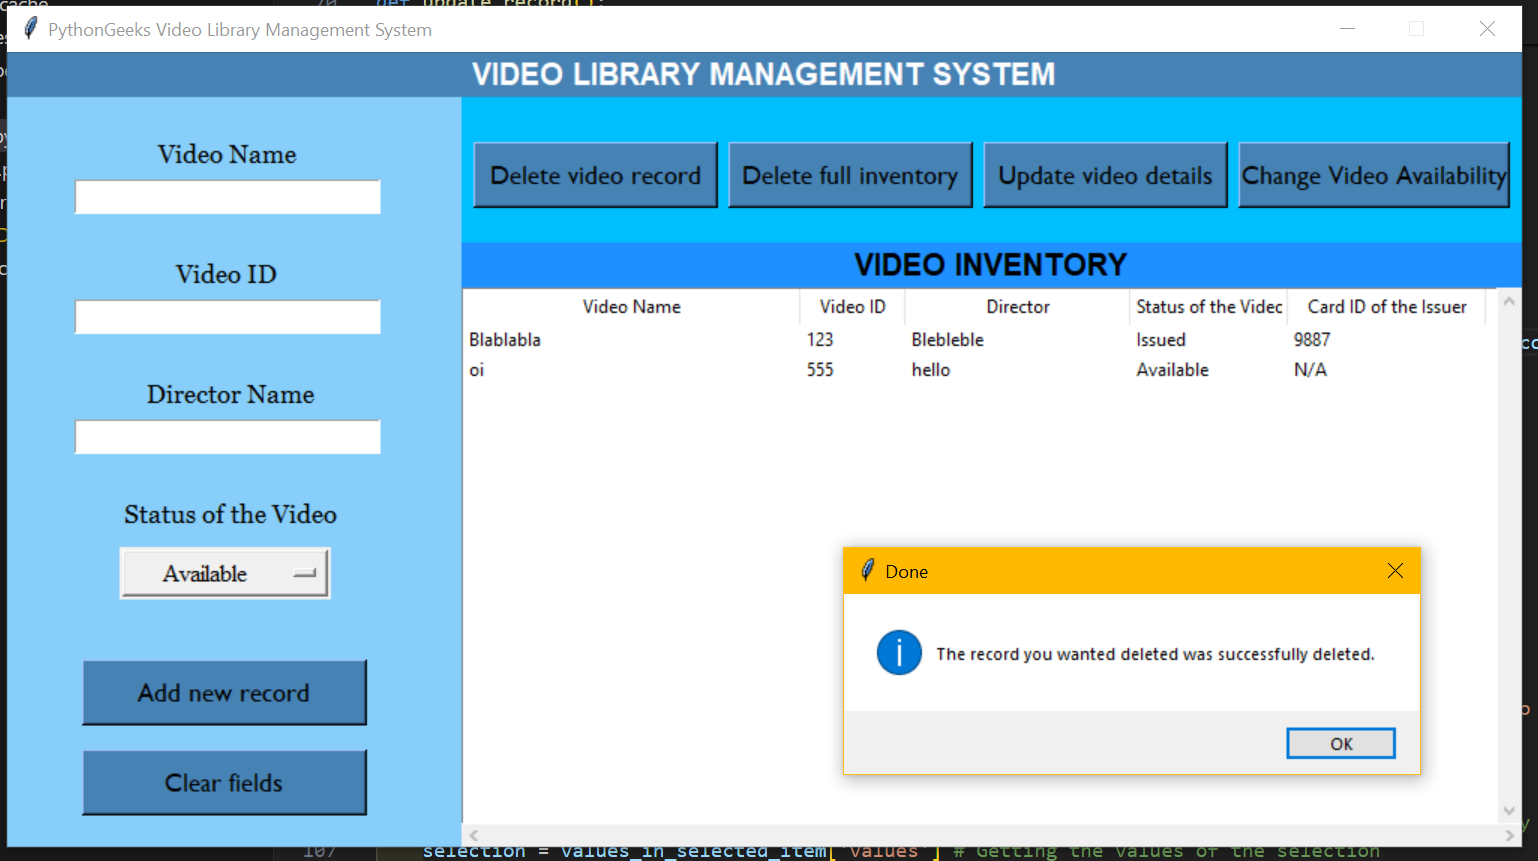 def update_record():
PythonGeeks Video Library Management System
VIDEO LIBRARY MANAGEMENT SYSTEM
Video Name
Video ID
Director Name
Status of the Video
Available
Add new record
Clear fields
Delete video record Delete full inventory Update video details Change Video Availability
VIDEO INVENTORY
Video Name Video ID Director Status of the Videc Card ID of the Issuer
Blablabla 123 Blebleble Issued 9887
oi 555 hello Available N/A
Done
The record you wanted deleted was successfully deleted.
OK
107 selection = values_in_selected_item['values'] # Getting the values of the selection